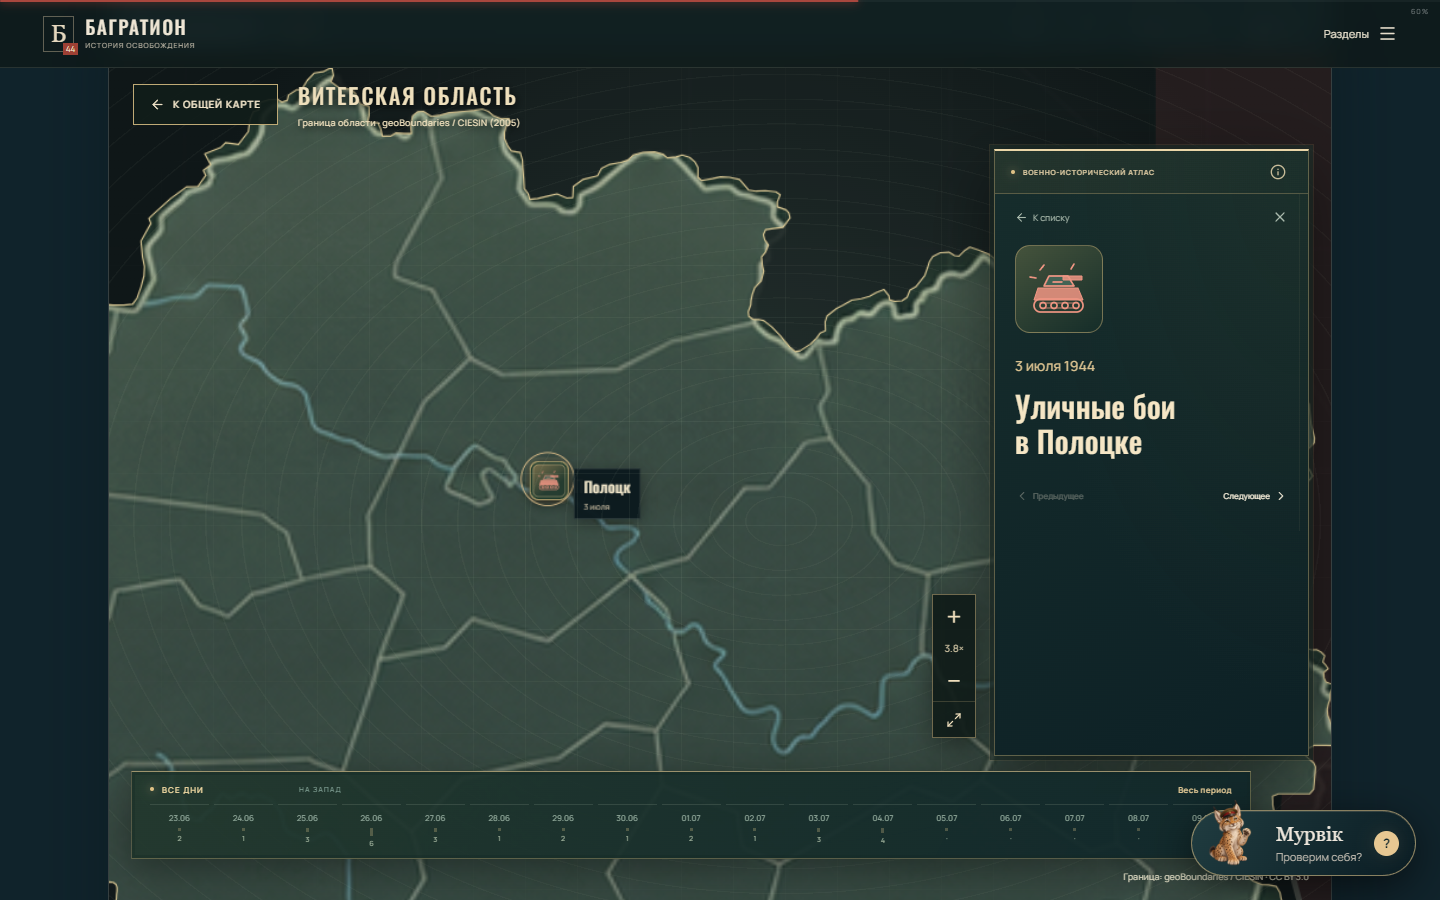 Б
44
БАГРАТИОН
ИСТОРИЯ ОСВОБОЖДЕНИЯ
Разделы
60%
К ОБЩЕЙ КАРТЕ
ВИТЕБСКАЯ ОБЛАСТЬ
Граница области· geoBoundaries / CIESIN (2005)
ВОЕННО-ИСТОРИЧЕСКИЙ АТЛАС
К списку
3 июля 1944
Уличные бои
в Полоцке
Предыдущее
Следующее
Полоцк
3 июля
3.8×
ВСЕ ДНИ
НА ЗАПАД
Весь период
23.06 24.06 25.06 26.06 27.06 28.06 29.06 30.06 01.07 02.07 03.07 04.07 05.07 06.07 07.07 08.07 09
2 1 3 6 3 1 2 1 2 1 3 4 · · · ·
Мурвік
Проверим себя?
?
Граница: geoBoundaries / CIESIN · CC BY 3.0